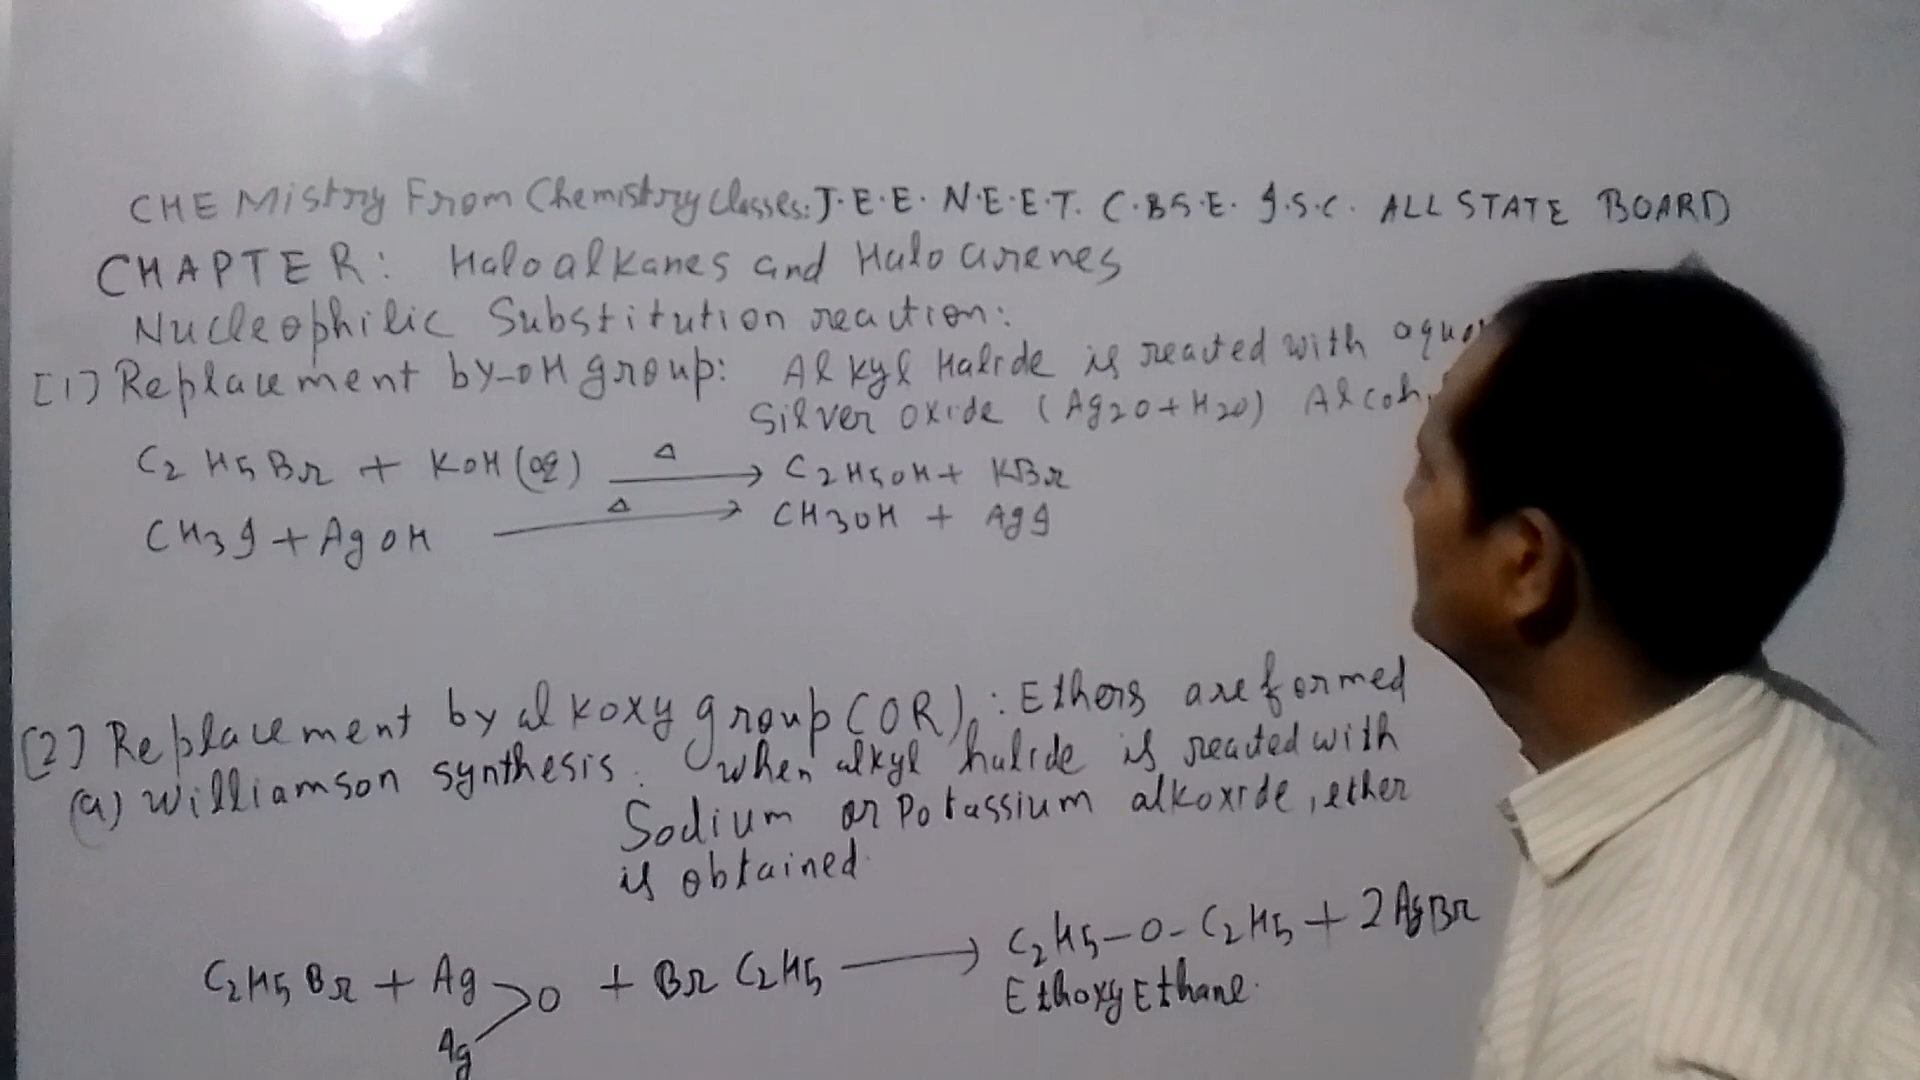 CHEMistry From Chemistry Classes: J.E.E. N.E.E.T. C.B.S.E. I.S.C. ALL STATE BOARD
CHAPTER: Haloalkanes and Haloarenes
Nucleophilic Substitution reaction:
[1] Replacement by -OH group: Alkyl Halide is reacted with
Silver oxide (Ag2O + H2O)
C2H5Br + KOH (aq) Δ→ C2H5OH + KBr
CH3I + AgOH Δ→ CH3OH + AgI
[2] Replacement by alkoxy group (OR): Ethers are formed
(a) Williamson synthesis. when alkyl halide is reacted with
Sodium or Potassium alkoxide, ether
is obtained.
C2H5Br + Ag>O + BrC2H5 → C2H5-O-C2H5 + 2AgBr
Ag
Ethoxy Ethane.